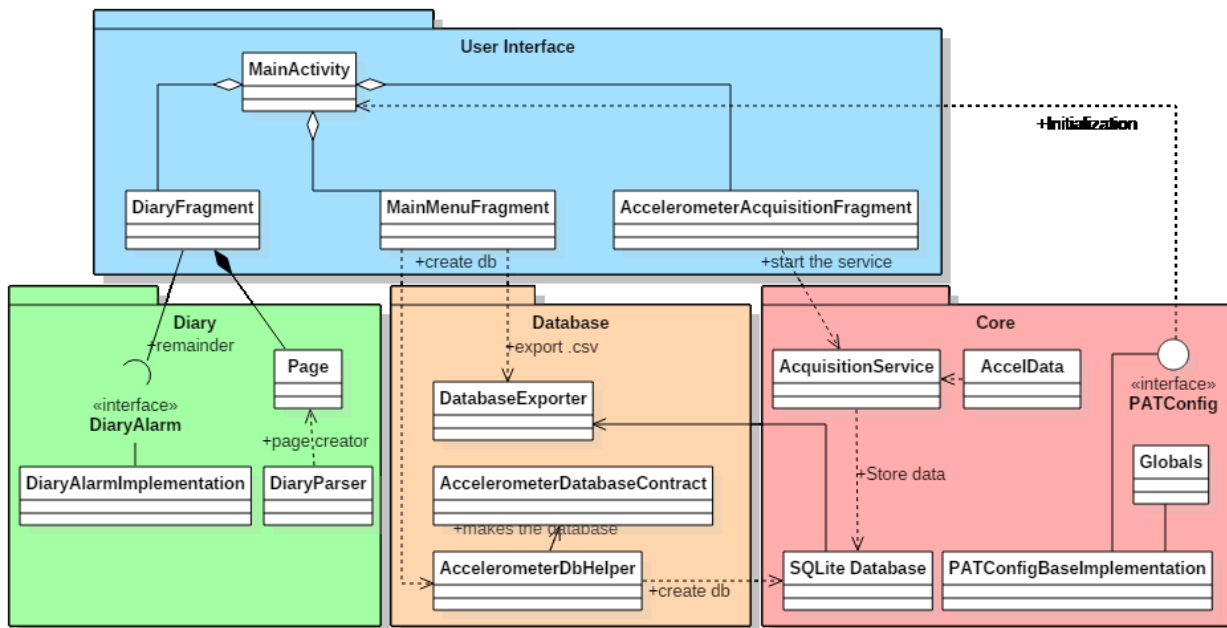 User Interface
MainActivity
+Initialization
DiaryFragment
MainMenuFragment
AccelerometerAcquisitionFragment
+create db
+start the service
Diary
+remainder
Page
«interface»
DiaryAlarm
+page creator
DiaryAlarmImplementation
DiaryParser
Database
+export .csv
DatabaseExporter
AccelerometerDatabaseContract
+makes the database
AccelerometerDbHelper
+create db
Core
AcquisitionService
AccelData
«interface»
PATConfig
Globals
+Store data
SQLite Database
PATConfigBaseImplementation